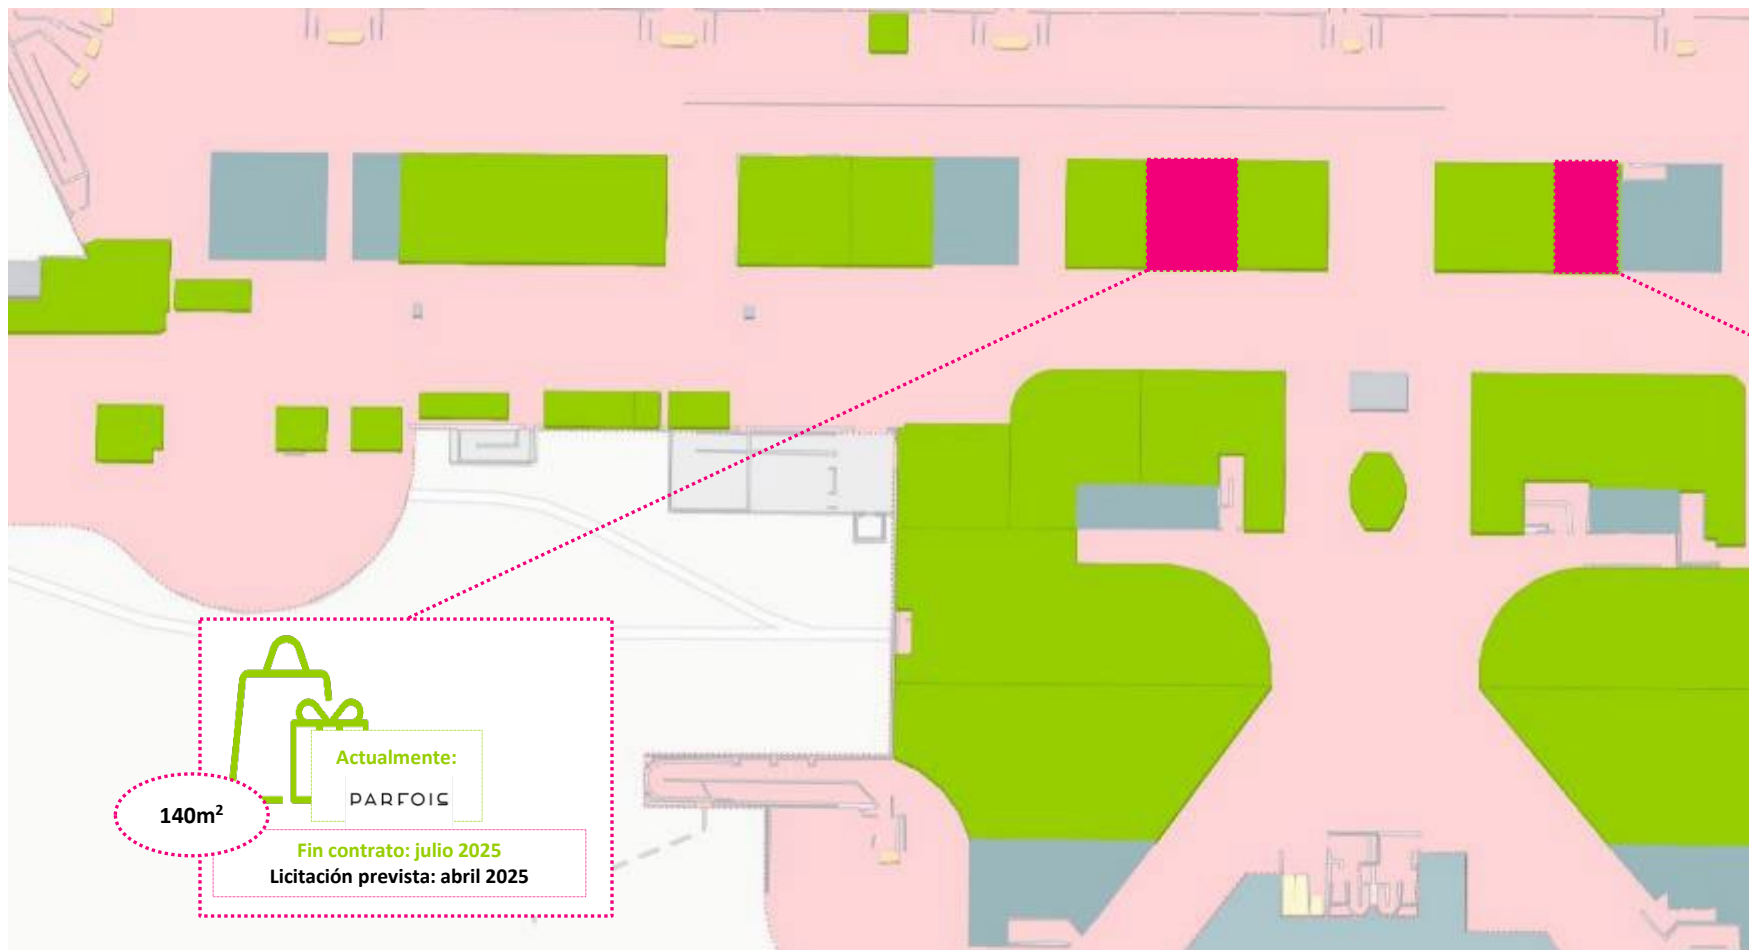 Actualmente:
PARFOIS
140m²
Fin contrato: julio 2025
Licitación prevista: abril 2025